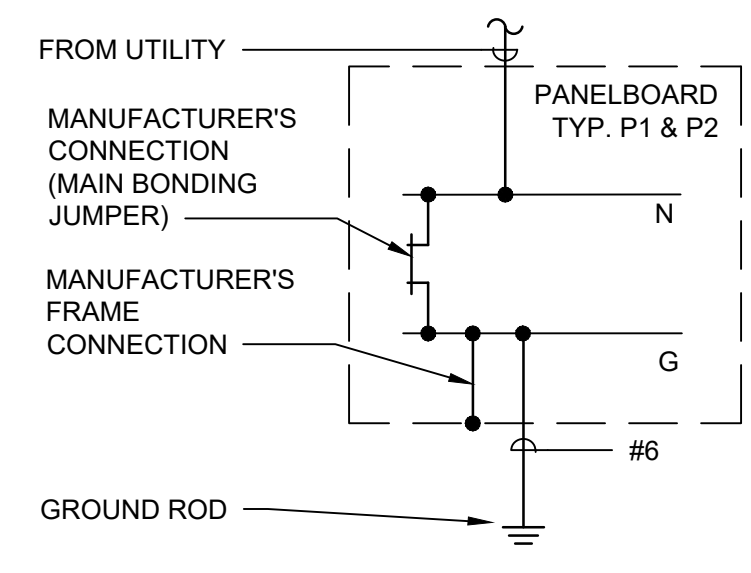 FROM UTILITY
PANELBOARD
TYP. P1 & P2
MANUFACTURER'S
CONNECTION
(MAIN BONDING
JUMPER)
N
MANUFACTURER'S
FRAME
CONNECTION
G
#6
GROUND ROD